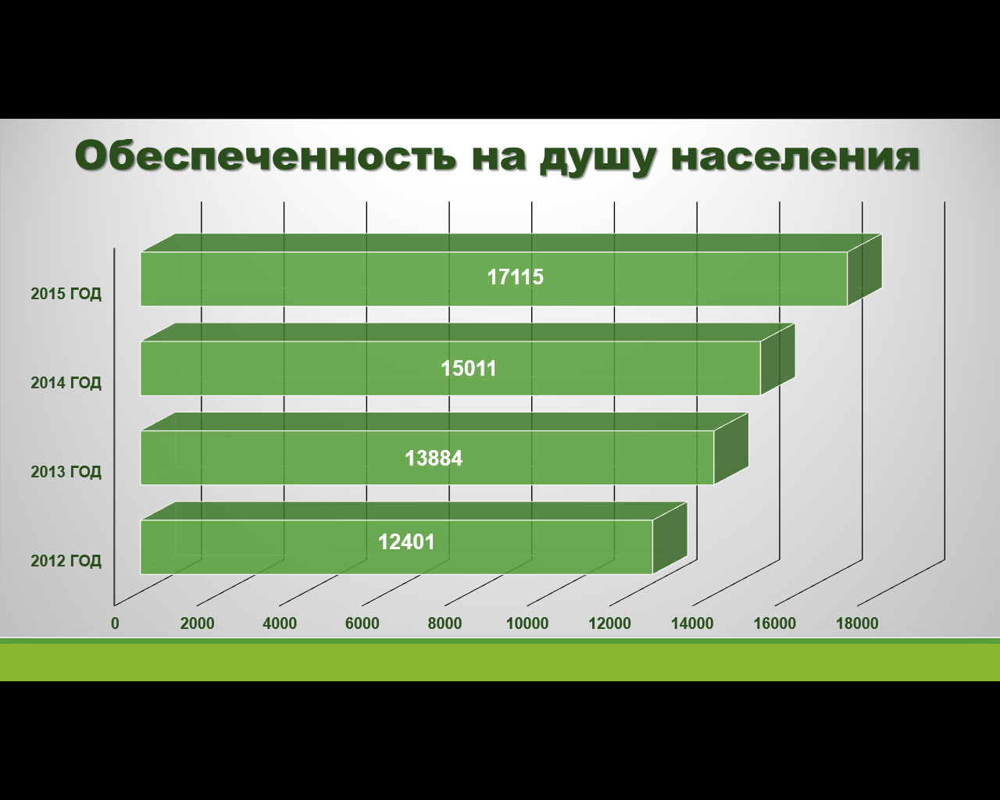 Обеспеченность на душу населения
17115
2015 ГОД
15011
2014 ГОД
13884
2013 ГОД
12401
2012 ГОД
0 2000 4000 6000 8000 10000 12000 14000 16000 18000